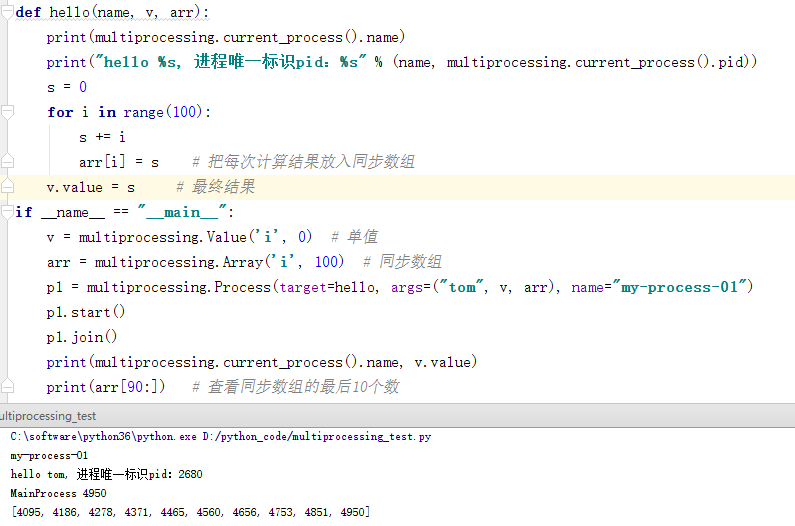 def hello(name, v, arr):
    print(multiprocessing.current_process().name)
    print("hello %s, 进程唯一标识pid：%s" % (name, multiprocessing.current_process().pid))
    s = 0
    for i in range(100):
        s += i
        arr[i] = s   # 把每次计算结果放入同步数组
    v.value = s    # 最终结果
if __name__ == "__main__":
    v = multiprocessing.Value('i', 0)  # 单值
    arr = multiprocessing.Array('i', 100)  # 同步数组
    p1 = multiprocessing.Process(target=hello, args=("tom", v, arr), name="my-process-01")
    p1.start()
    p1.join()
    print(multiprocessing.current_process().name, v.value)
    print(arr[90:])   # 查看同步数组的最后10个数
ultiprocessing_test
C:\software\python36\python.exe D:/python_code/multiprocessing_test.py
my-process-01
hello tom, 进程唯一标识pid：2680
MainProcess 4950
[4095, 4186, 4278, 4371, 4465, 4560, 4656, 4753, 4851, 4950]